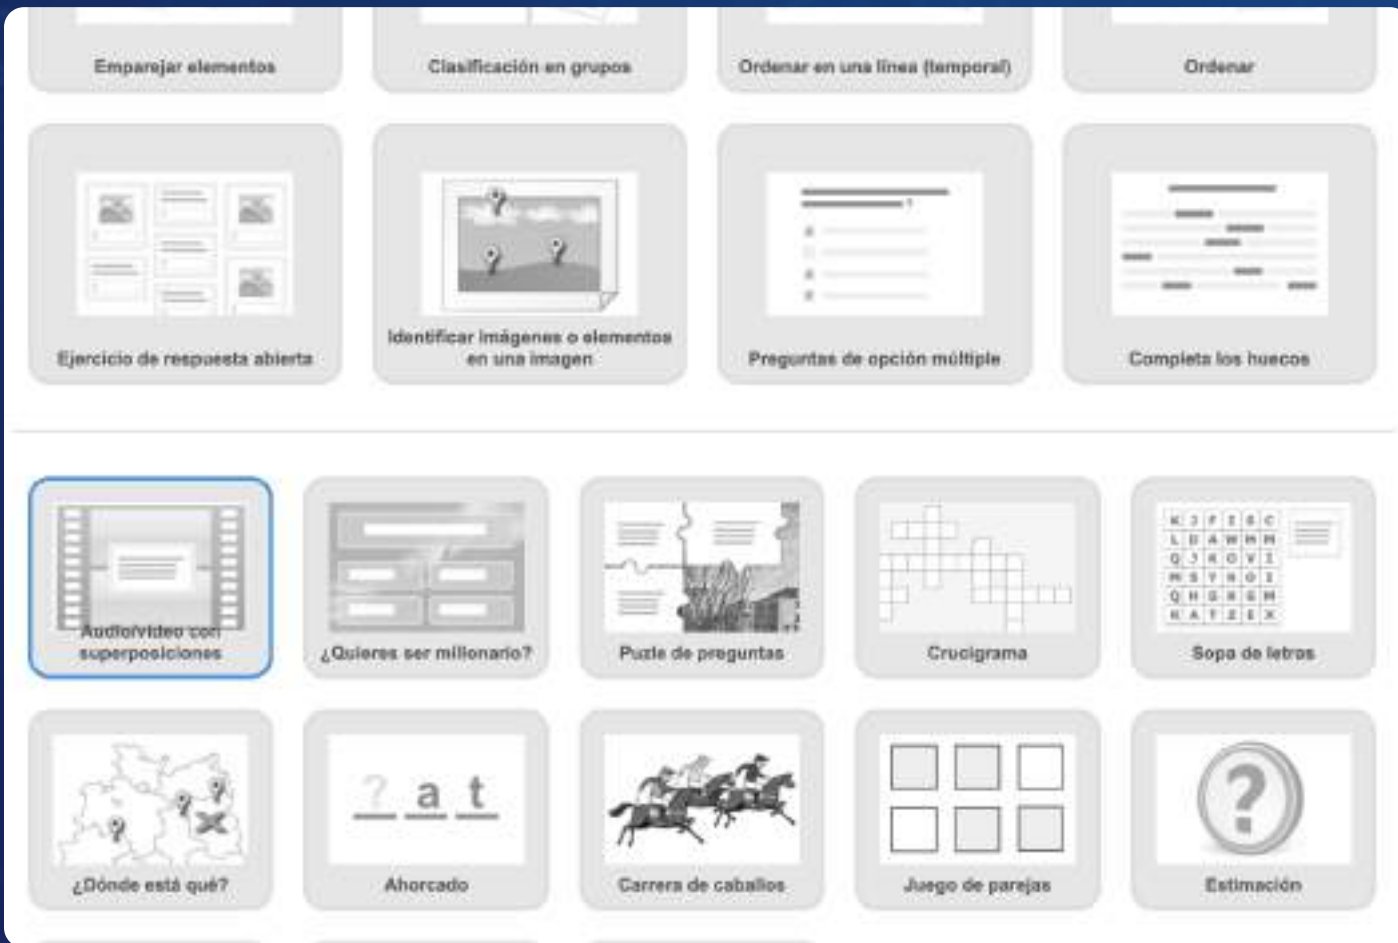 Emparejar elementos
Clasificación en grupos
Ordenar en una línea (temporal)
Ordenar
Ejercicio de respuesta abierta
Identificar imágenes o elementos
en una imagen
Preguntas de opción múltiple
Completa los huecos
Audio/vídeo con
superposiciones
¿Quieres ser millonario?
Puzle de preguntas
Crucigrama
K J F I S C
L D A W H M
Q J K O V I
Sopa de letras
¿Dónde está qué?
? a t
Ahorcado
Carrera de caballos
Juego de parejas
?
Estimación